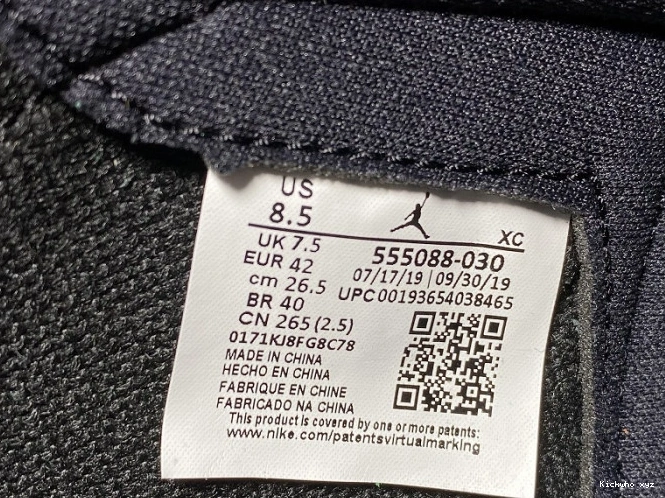 US
8.5
XC
UK 7.5
EUR 42
cm 26.5
BR 40
CN 265 (2.5)
555088-030
07/17/19 | 09/30/19
UPC 00193654038465
0171KJ8FG8C78
MADE IN CHINA
HECHO EN CHINA
FABRIQUE EN CHINE
FABRICADO NA CHINA
This product is covered by one or more patents:
www.nike.com/patentsvirtualmarking
Kickwho xyz